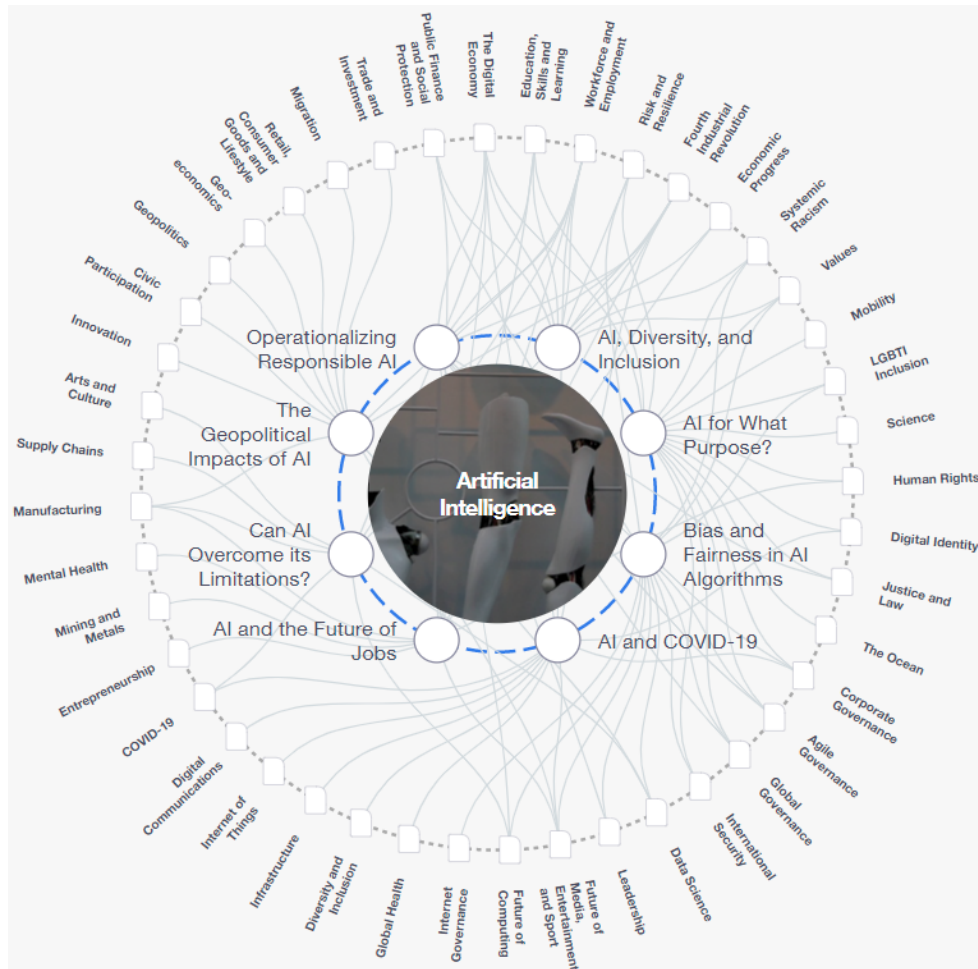 Public Finance
and Social
Protection
The Digital
Economy
Education,
Skills and
Learning
Workforce and
Employment
Risk and
Resilience
Fourth
Industrial
Revolution
Economic
Progress
Systemic
Racism
Values
Mobility
LGBTI
Inclusion
Science
Human Rights
Digital Identity
Justice and
Law
The Ocean
Corporate
Governance
Agile
Governance
Global
Governance
International
Security
Data Science
Leadership
Future of
Media,
Entertainment
and Sport
Future of
Computing
Internet
Governance
Global Health
Diversity and
Inclusion
Infrastructure
Internet of
Things
Digital
Communications
COVID-19
Entrepreneurship
Mining and
Metals
Mental Health
Manufacturing
Supply Chains
Arts and
Culture
Innovation
Civic
Participation
Geopolitics
Geo-
economics
Retail,
Consumer
Goods and
Lifestyle
Migration
Trade and
Investment
Operationalizing
Responsible AI
AI, Diversity, and
Inclusion
The
Geopolitical
Impacts of AI
AI for What
Purpose?
Artificial
Intelligence
Can AI
Overcome its
Limitations?
Bias and
Fairness in AI
Algorithms
AI and the Future of
Jobs
AI and COVID-19